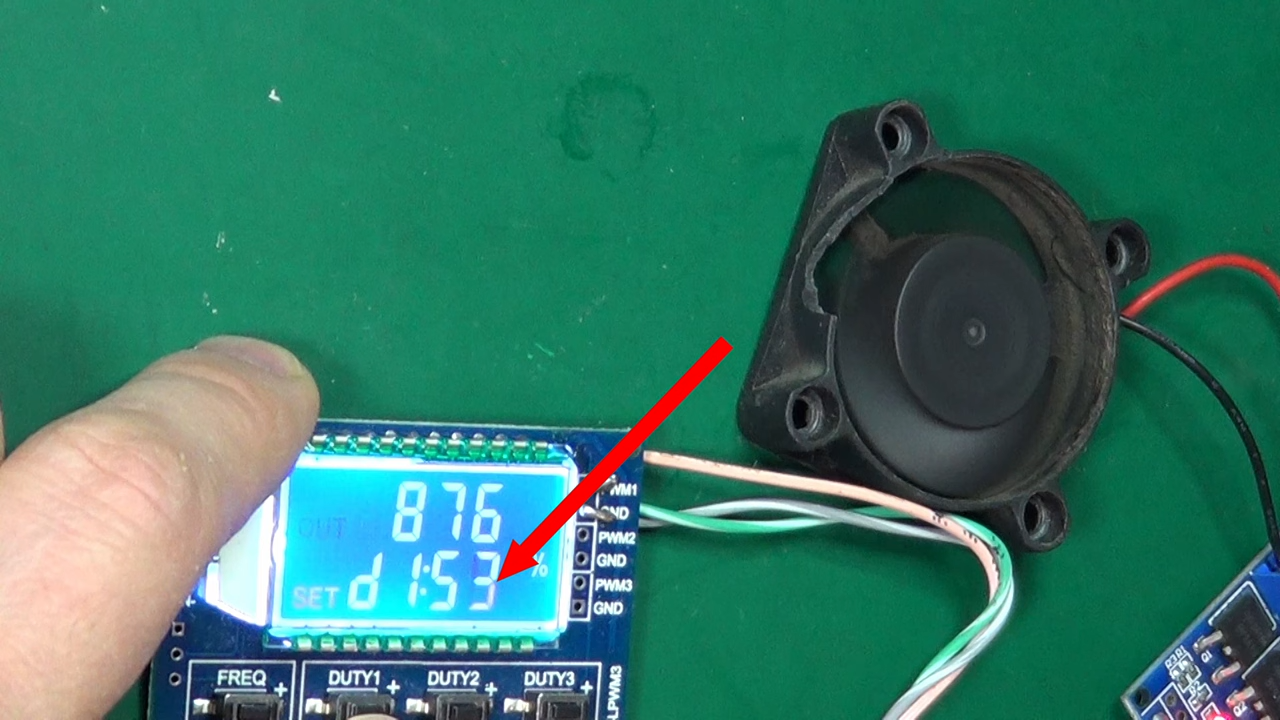 876
OUT
d1:53 %
SET
PWM1
GND
PWM2
GND
PWM3
GND
FREQ + DUTY1 + DUTY2 + DUTY3 +